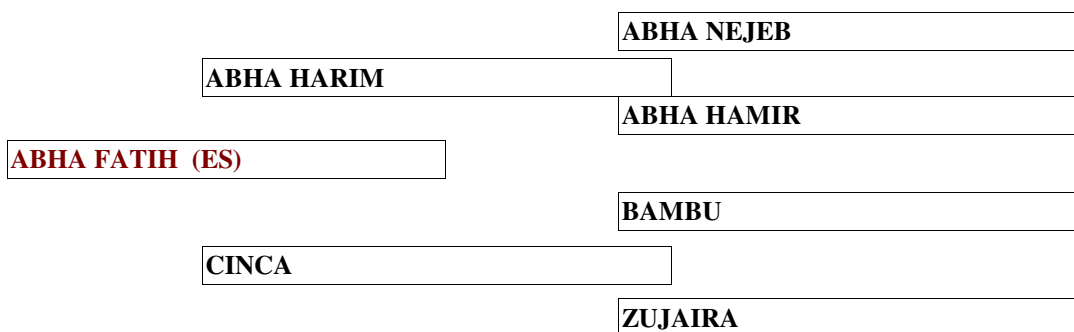 ABHA NEJEB
ABHA HARIM
ABHA HAMIR
ABHA FATIH (ES)
BAMBU
CINCA
ZUJAIRA